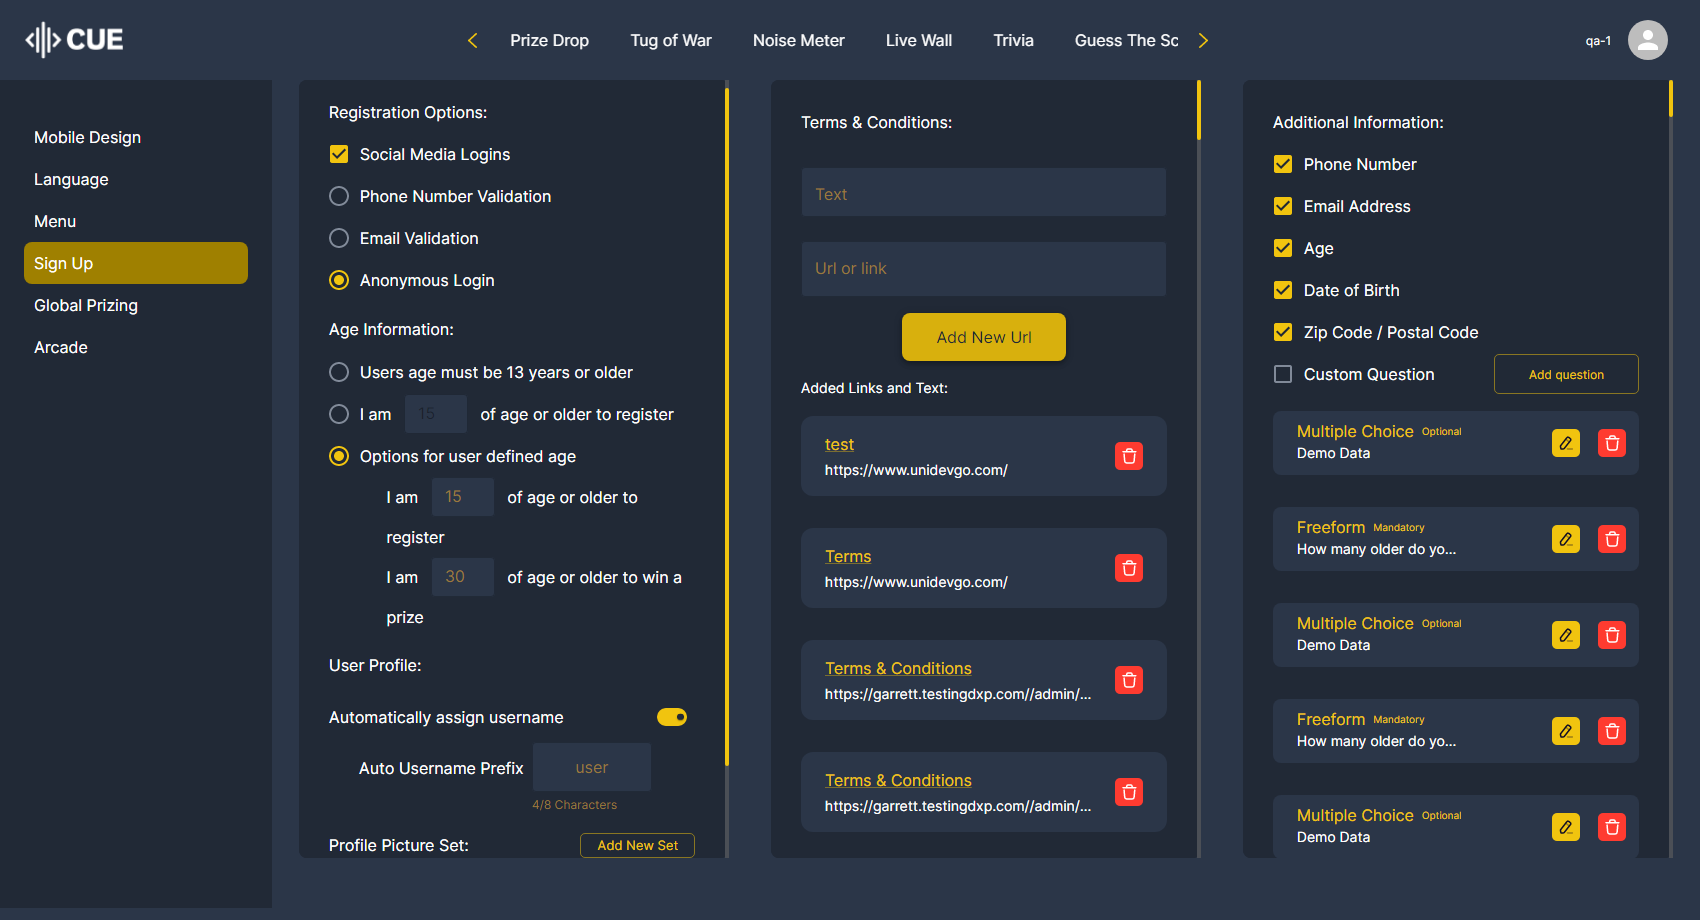 CUE
Prize Drop
Tug of War
Noise Meter
Live Wall
Trivia
Guess The Sc
qa-1
Mobile Design
Language
Menu
Sign Up
Global Prizing
Arcade
Registration Options:
Social Media Logins
Phone Number Validation
Email Validation
Anonymous Login
Age Information:
Users age must be 13 years or older
I am 15 of age or older to register
Options for user defined age
I am 15 of age or older to
register
I am 30 of age or older to win a
prize
User Profile:
Automatically assign username
Auto Username Prefix user
4/8 Characters
Profile Picture Set: Add New Set
Terms & Conditions:
Text
Url or link
Add New Url
Added Links and Text:
test
https://www.unidevgo.com/
Terms
https://www.unidevgo.com/
Terms & Conditions
https://garrett.testingdxp.com//admin/...
Terms & Conditions
https://garrett.testingdxp.com//admin/...
Additional Information:
Phone Number
Email Address
Age
Date of Birth
Zip Code / Postal Code
Custom Question Add question
Multiple Choice Optional
Demo Data
Freeform Mandatory
How many older do yo...
Multiple Choice Optional
Demo Data
Freeform Mandatory
How many older do yo...
Multiple Choice Optional
Demo Data